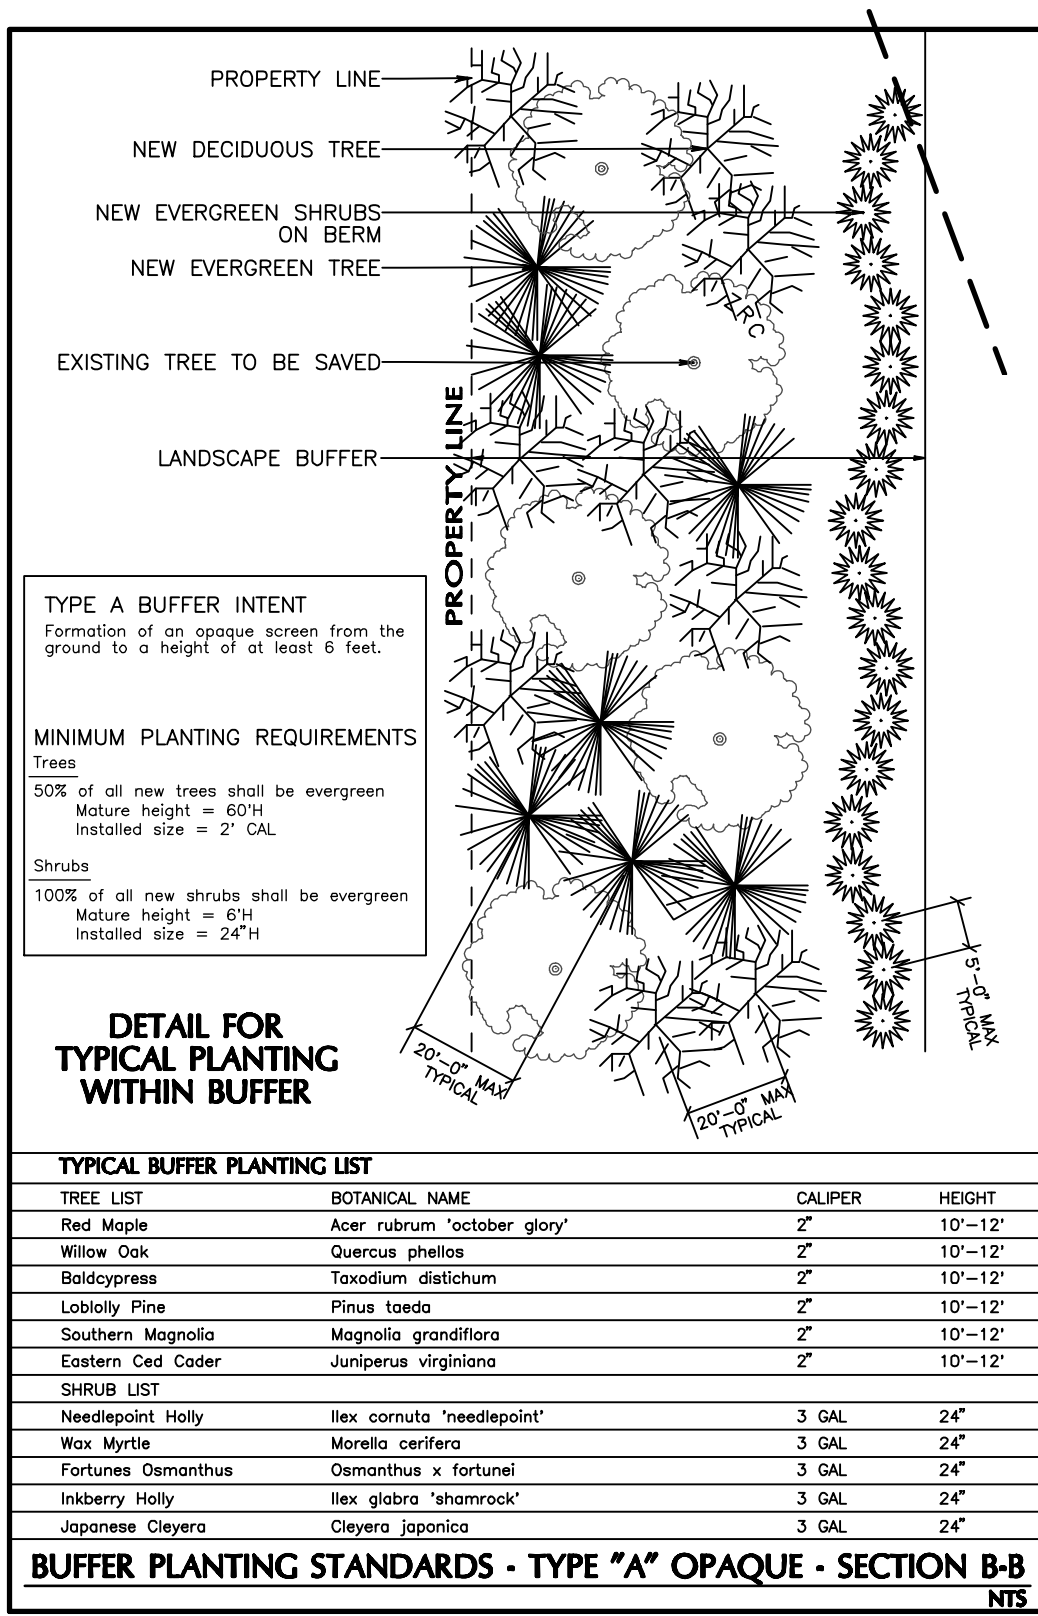 PROPERTY LINE
NEW DECIDUOUS TREE
NEW EVERGREEN SHRUBS
ON BERM
NEW EVERGREEN TREE
ZRC
EXISTING TREE TO BE SAVED
LANDSCAPE BUFFER
PROPERTY LINE
TYPE A BUFFER INTENT
Formation of an opaque screen from the
ground to a height of at least 6 feet.
MINIMUM PLANTING REQUIREMENTS
Trees
50% of all new trees shall be evergreen
Mature height = 60'H
Installed size = 2' CAL
Shrubs
100% of all new shrubs shall be evergreen
Mature height = 6'H
Installed size = 24"H
5'-0" MAX
TYPICAL
DETAIL FOR
TYPICAL PLANTING
WITHIN BUFFER
20'-0" MAX
TYPICAL
20'-0" MAX
TYPICAL
TYPICAL BUFFER PLANTING LIST
TREE LIST BOTANICAL NAME CALIPER HEIGHT
Red Maple Acer rubrum 'october glory' 2" 10'-12'
Willow Oak Quercus phellos 2" 10'-12'
Baldcypress Taxodium distichum 2" 10'-12'
Loblolly Pine Pinus taeda 2" 10'-12'
Southern Magnolia Magnolia grandiflora 2" 10'-12'
Eastern Ced Cader Juniperus virginiana 2" 10'-12'
SHRUB LIST
Needlepoint Holly Ilex cornuta 'needlepoint' 3 GAL 24"
Wax Myrtle Morella cerifera 3 GAL 24"
Fortunes Osmanthus Osmanthus x fortunei 3 GAL 24"
Inkberry Holly Ilex glabra 'shamrock' 3 GAL 24"
Japanese Cleyera Cleyera japonica 3 GAL 24"
BUFFER PLANTING STANDARDS - TYPE "A" OPAQUE - SECTION B-B
NTS